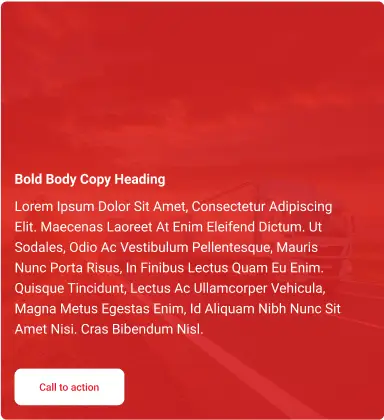 Bold Body Copy Heading
Lorem Ipsum Dolor Sit Amet, Consectetur Adipiscing
Elit. Maecenas Laoreet At Enim Eleifend Dictum. Ut
Sodales, Odio Ac Vestibulum Pellentesque, Mauris
Nunc Porta Risus, In Finibus Lectus Quam Eu Enim.
Quisque Tincidunt, Lectus Ac Ullamcorper Vehicula,
Magna Metus Egestas Enim, Id Aliquam Nibh Nunc Sit
Amet Nisi. Cras Bibendum Nisl.
Call to action